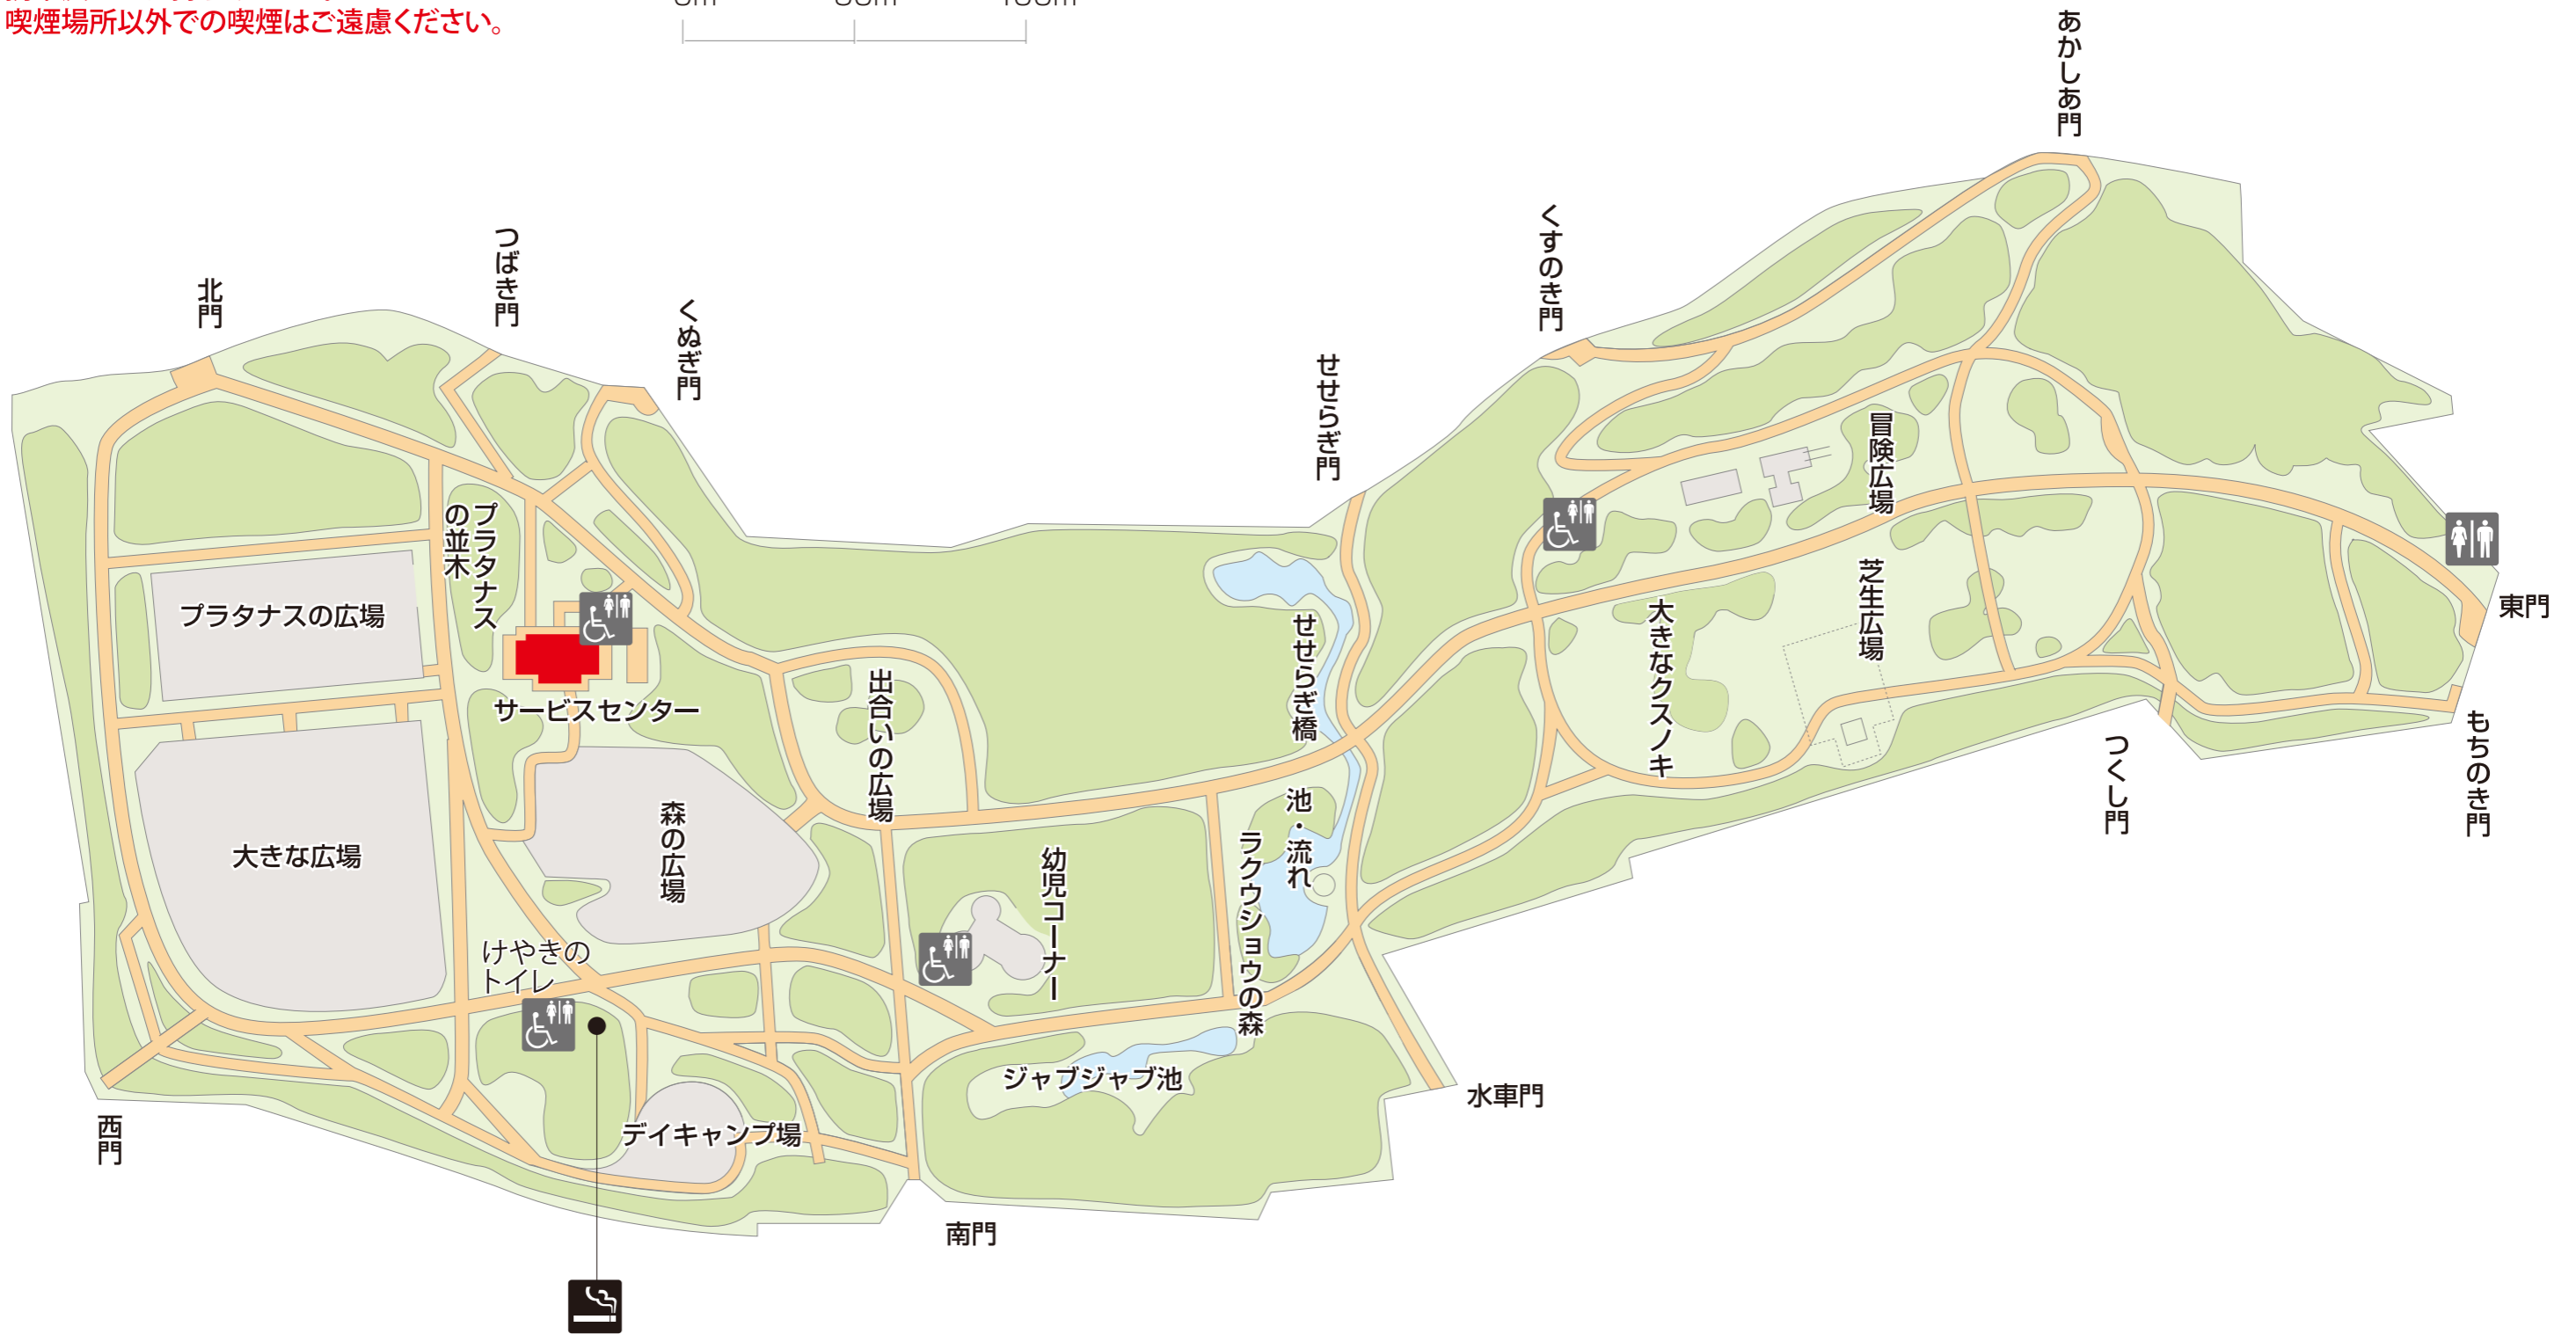 喫煙場所以外での喫煙はご遠慮ください。
あかしあ門
くすのき門
つばき門
北門
くぬぎ門
せせらぎ門
冒険広場
プラタナス
の並木
プラタナスの広場
芝生広場
大きなクスノキ
東門
せせらぎ橋
サービスセンター
出合いの広場
もちのき門
つくし門
池・流れ
森の広場
大きな広場
ラクウショウの森
幼児コーナー
けやきの
トイレ
ジャブジャブ池
水車門
西門
デイキャンプ場
南門